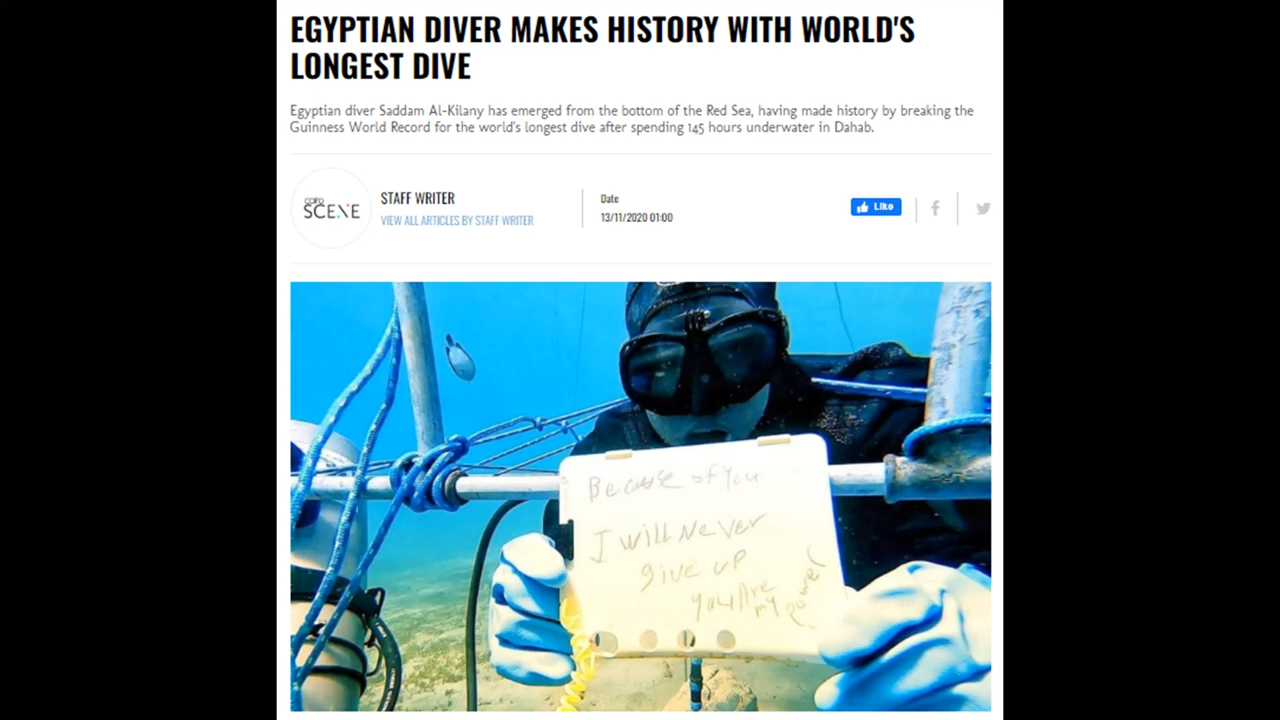 EGYPTIAN DIVER MAKES HISTORY WITH WORLD'S
LONGEST DIVE
Egyptian diver Saddam Al-Kilany has emerged from the bottom of the Red Sea, having made history by breaking the
Guinness World Record for the world's longest dive after spending 145 hours underwater in Dahab.
cairo
SCENE
STAFF WRITER
VIEW ALL ARTICLES BY STAFF WRITER
Date
13/11/2020 01:00
Like
Because of You
I will Never
give up
You Are
my power